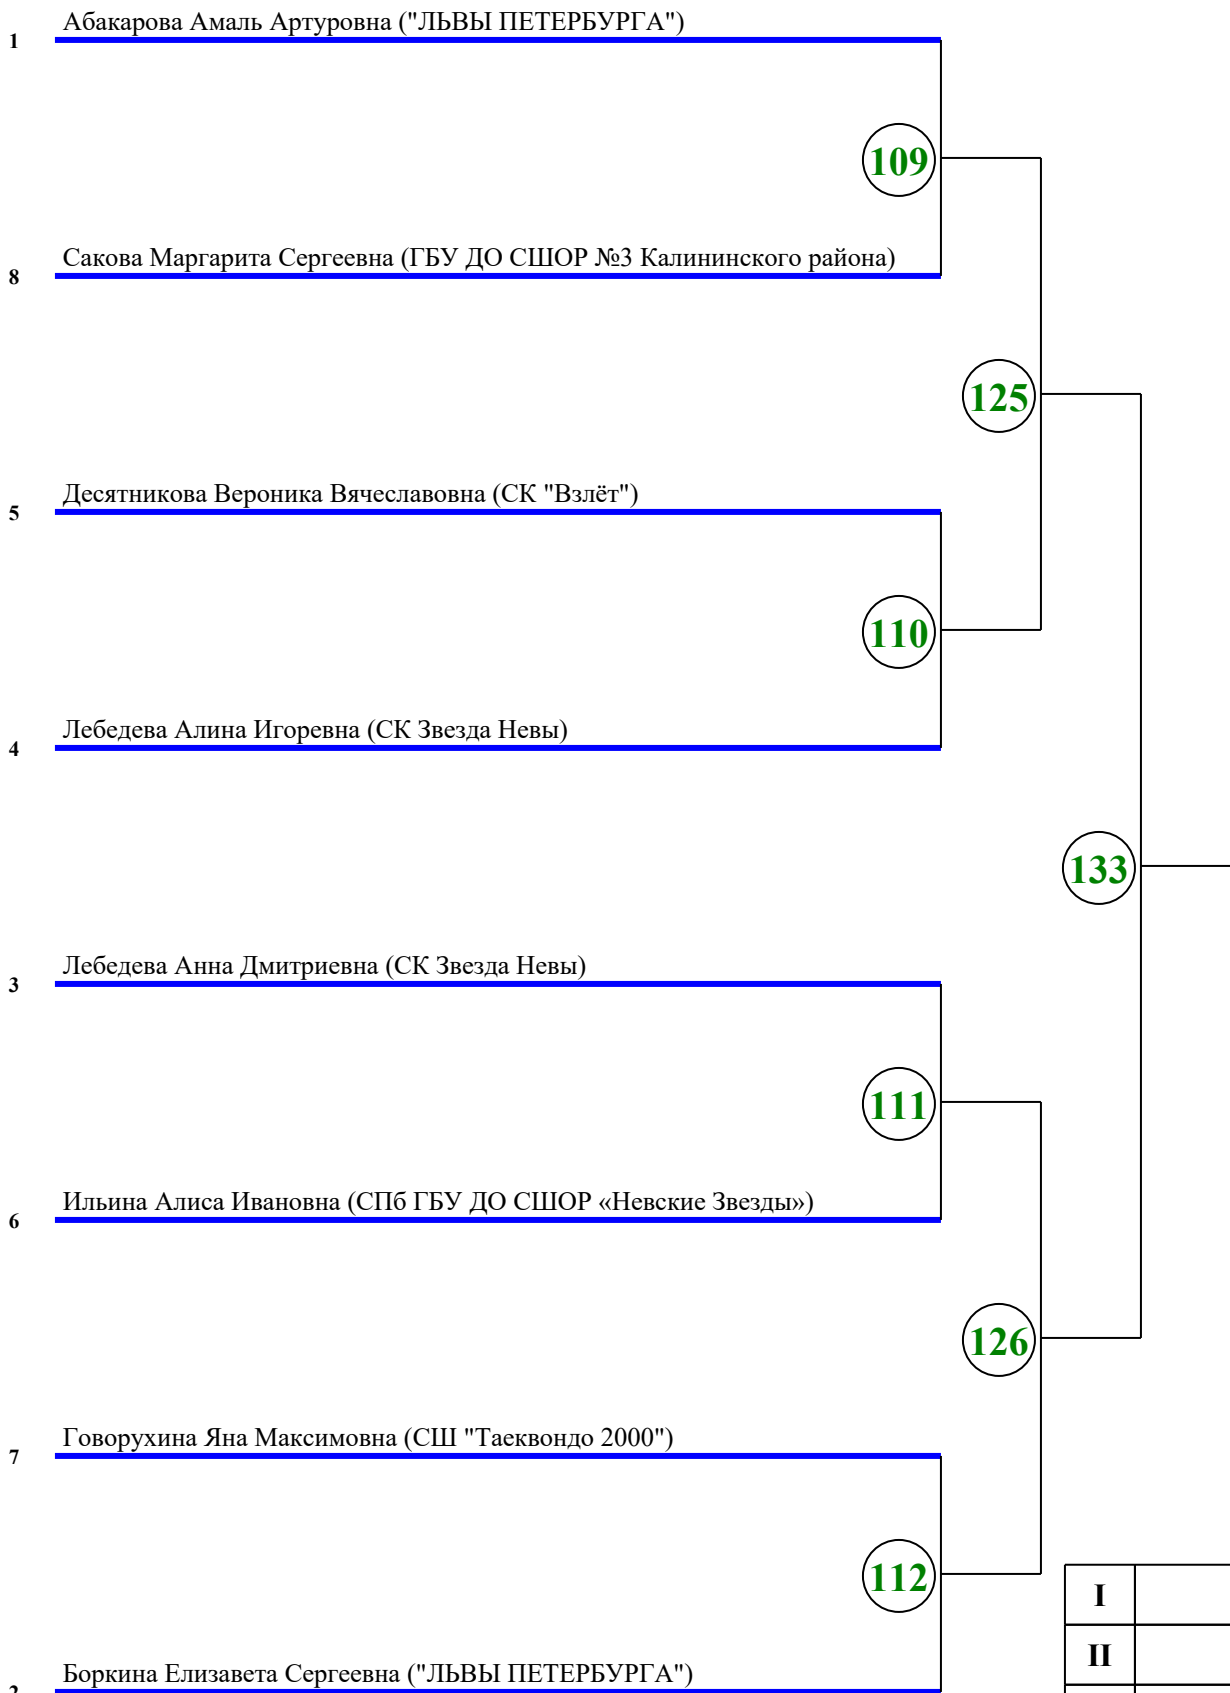 Абакарова Амаль Артуровна ("ЛЬВЫ ПЕТЕРБУРГА")
1
109
Сакова Маргарита Сергеевна (ГБУ ДО СШОР №3 Калининского района)
8
125
Десятникова Вероника Вячеславовна (СК "Взлёт")
5
110
Лебедева Алина Игоревна (СК Звезда Невы)
4
133
Лебедева Анна Дмитриевна (СК Звезда Невы)
3
111
Ильина Алиса Ивановна (СПб ГБУ ДО СШОР «Невские Звезды»)
6
126
Говорухина Яна Максимовна (СШ "Таеквондо 2000")
7
112
I
II
Боркина Елизавета Сергеевна ("ЛЬВЫ ПЕТЕРБУРГА")
2